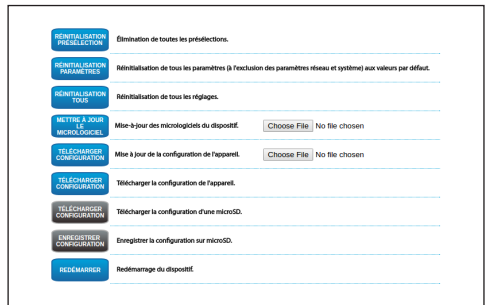 RÉINITIALISATION
PRÉSÉLECTION
Élimination de toutes les présélections.
RÉINITIALISATION
PARAMÈTRES
Réinitialisation de tous les paramètres (à l'exclusion des paramètres réseau et système) aux valeurs par défaut.
RÉINITIALISATION
TOUS
Réinitialisation de tous les réglages.
METTRE À JOUR
LE
MICROLOGICIEL
Mise-à-jour des micrologiciels du dispositif.
Choose File No file chosen
TÉLÉCHARGER
CONFIGURATION
Mise à jour de la configuration de l'appareil.
Choose File No file chosen
TÉLÉCHARGER
CONFIGURATION
Télécharger la configuration de l'appareil.
TÉLÉCHARGER
CONFIGURATION
Télécharger la configuration d'une microSD.
ENREGISTRER
CONFIGURATION
Enregistrer la configuration sur microSD.
REDÉMARRER
Redémarrage du dispositif.